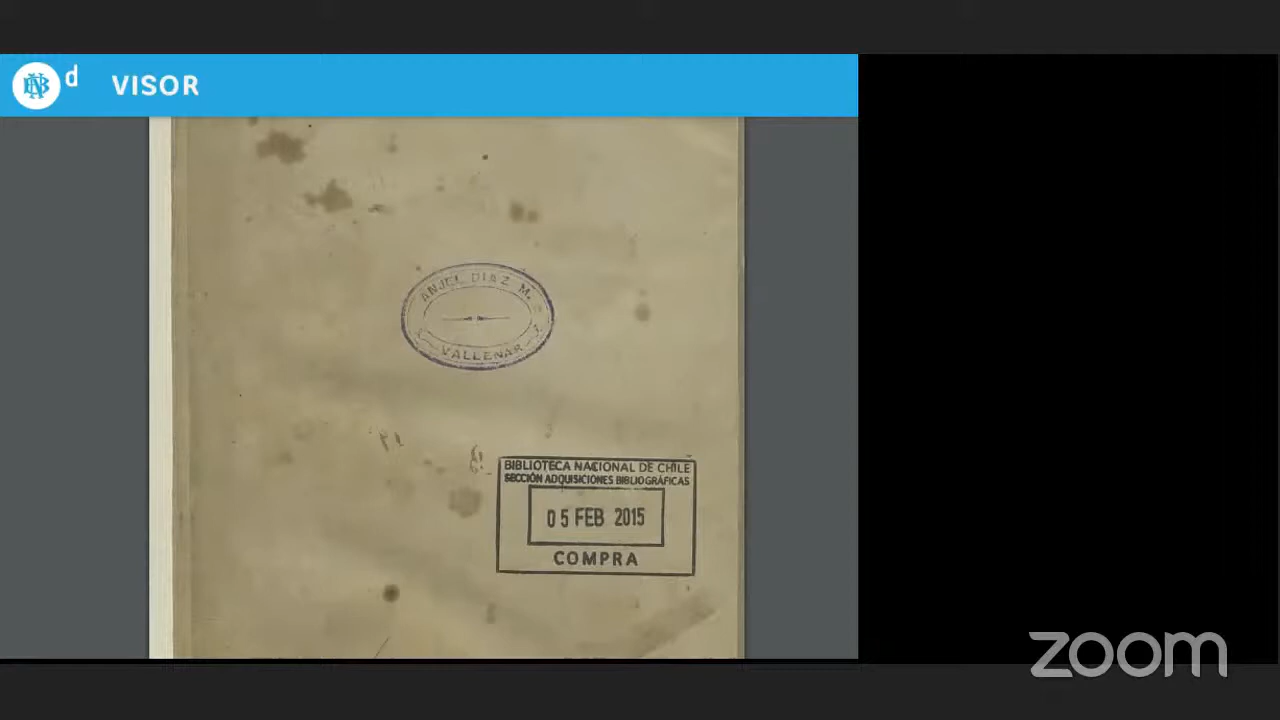 d VISOR
ANJEL DIAZ M.
VALLENAR
BIBLIOTECA NACIONAL DE CHILE
SECCIÓN ADQUISICIONES BIBLIOGRÁFICAS
05 FEB 2015
COMPRA
zoom